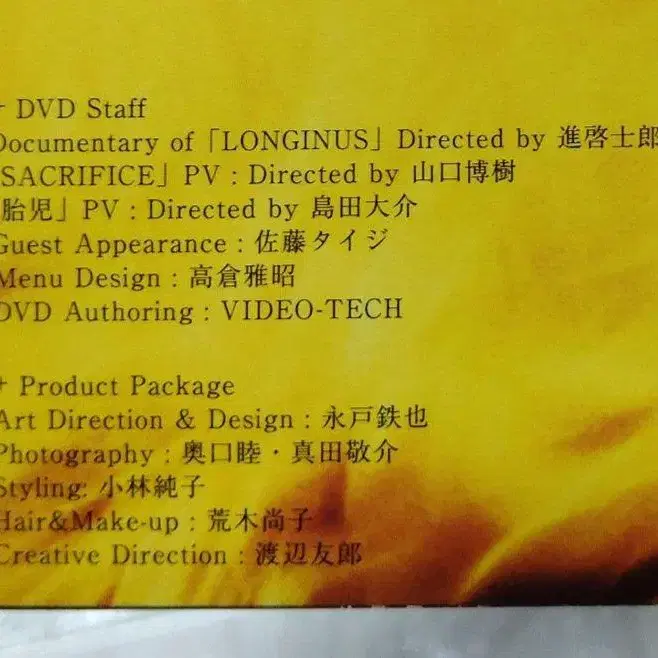 + DVD Staff
Documentary of「LONGINUS」Directed by 進啓士郎
SACRIFICE」PV : Directed by 山口博樹
胎児」PV : Directed by 島田大介
Guest Appearance : 佐藤タイジ
Menu Design : 高倉雅昭
DVD Authoring : VIDEO-TECH
+ Product Package
Art Direction & Design : 永戸鉄也
Photography : 奥口睦・真田敬介
Styling: 小林純子
Hair&Make-up : 荒木尚子
Creative Direction : 渡辺友郎